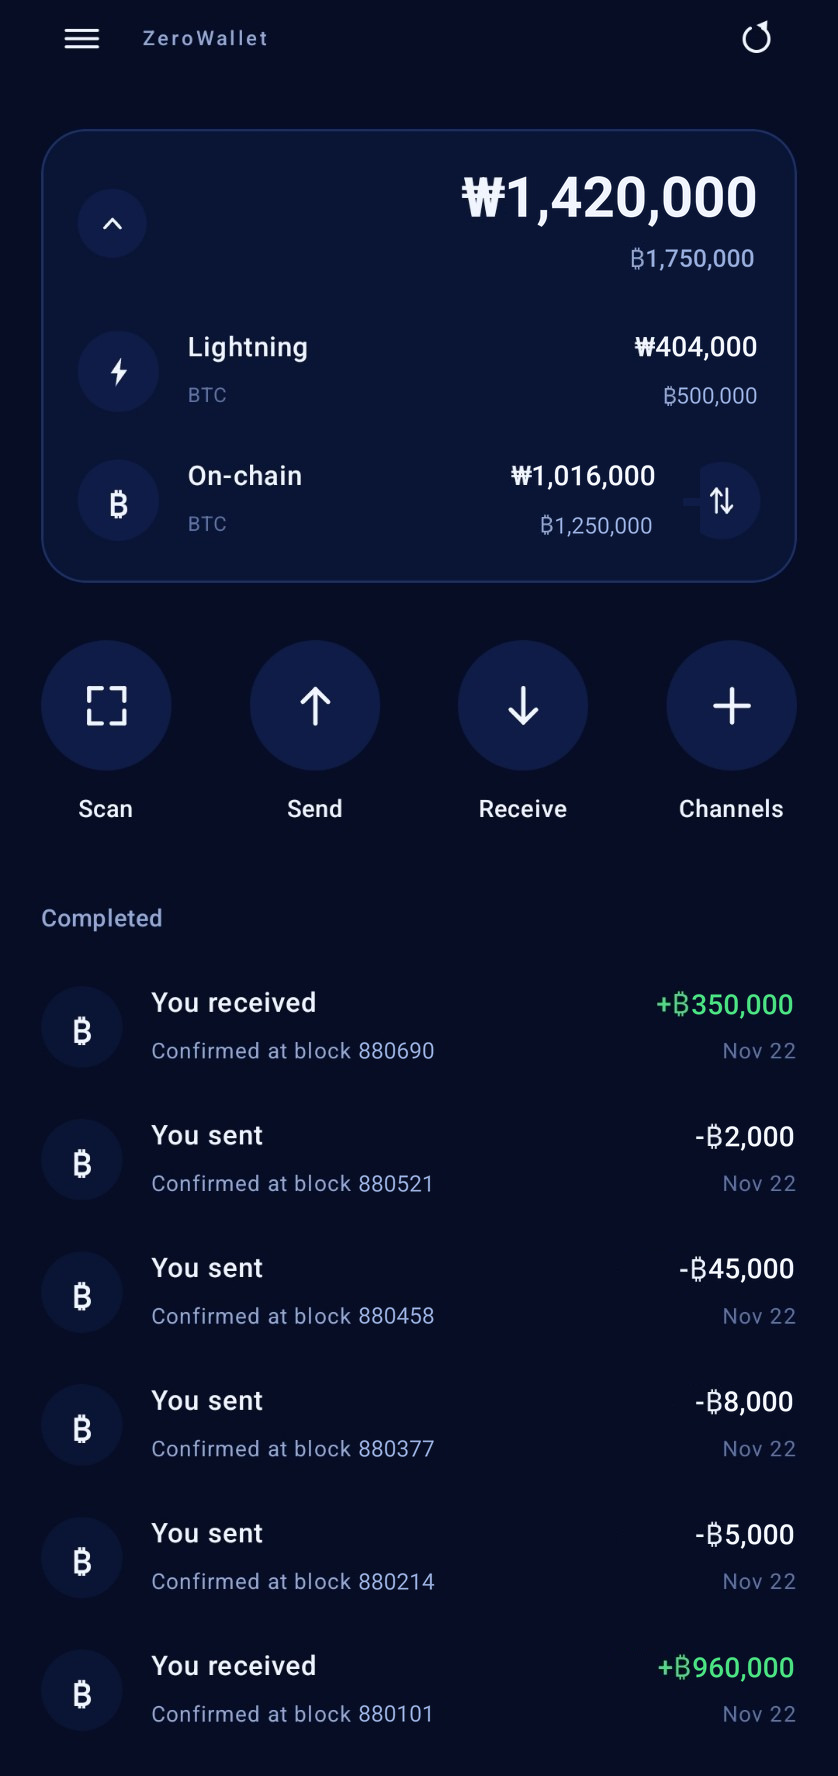 ZeroWallet
₩1,420,000
₿1,750,000
Lightning ₩404,000
BTC ₿500,000
On-chain ₩1,016,000
BTC ₿1,250,000
Scan Send Receive Channels
Completed
You received +₿350,000
Confirmed at block 880690 Nov 22
You sent -₿2,000
Confirmed at block 880521 Nov 22
You sent -₿45,000
Confirmed at block 880458 Nov 22
You sent -₿8,000
Confirmed at block 880377 Nov 22
You sent -₿5,000
Confirmed at block 880214 Nov 22
You received +₿960,000
Confirmed at block 880101 Nov 22